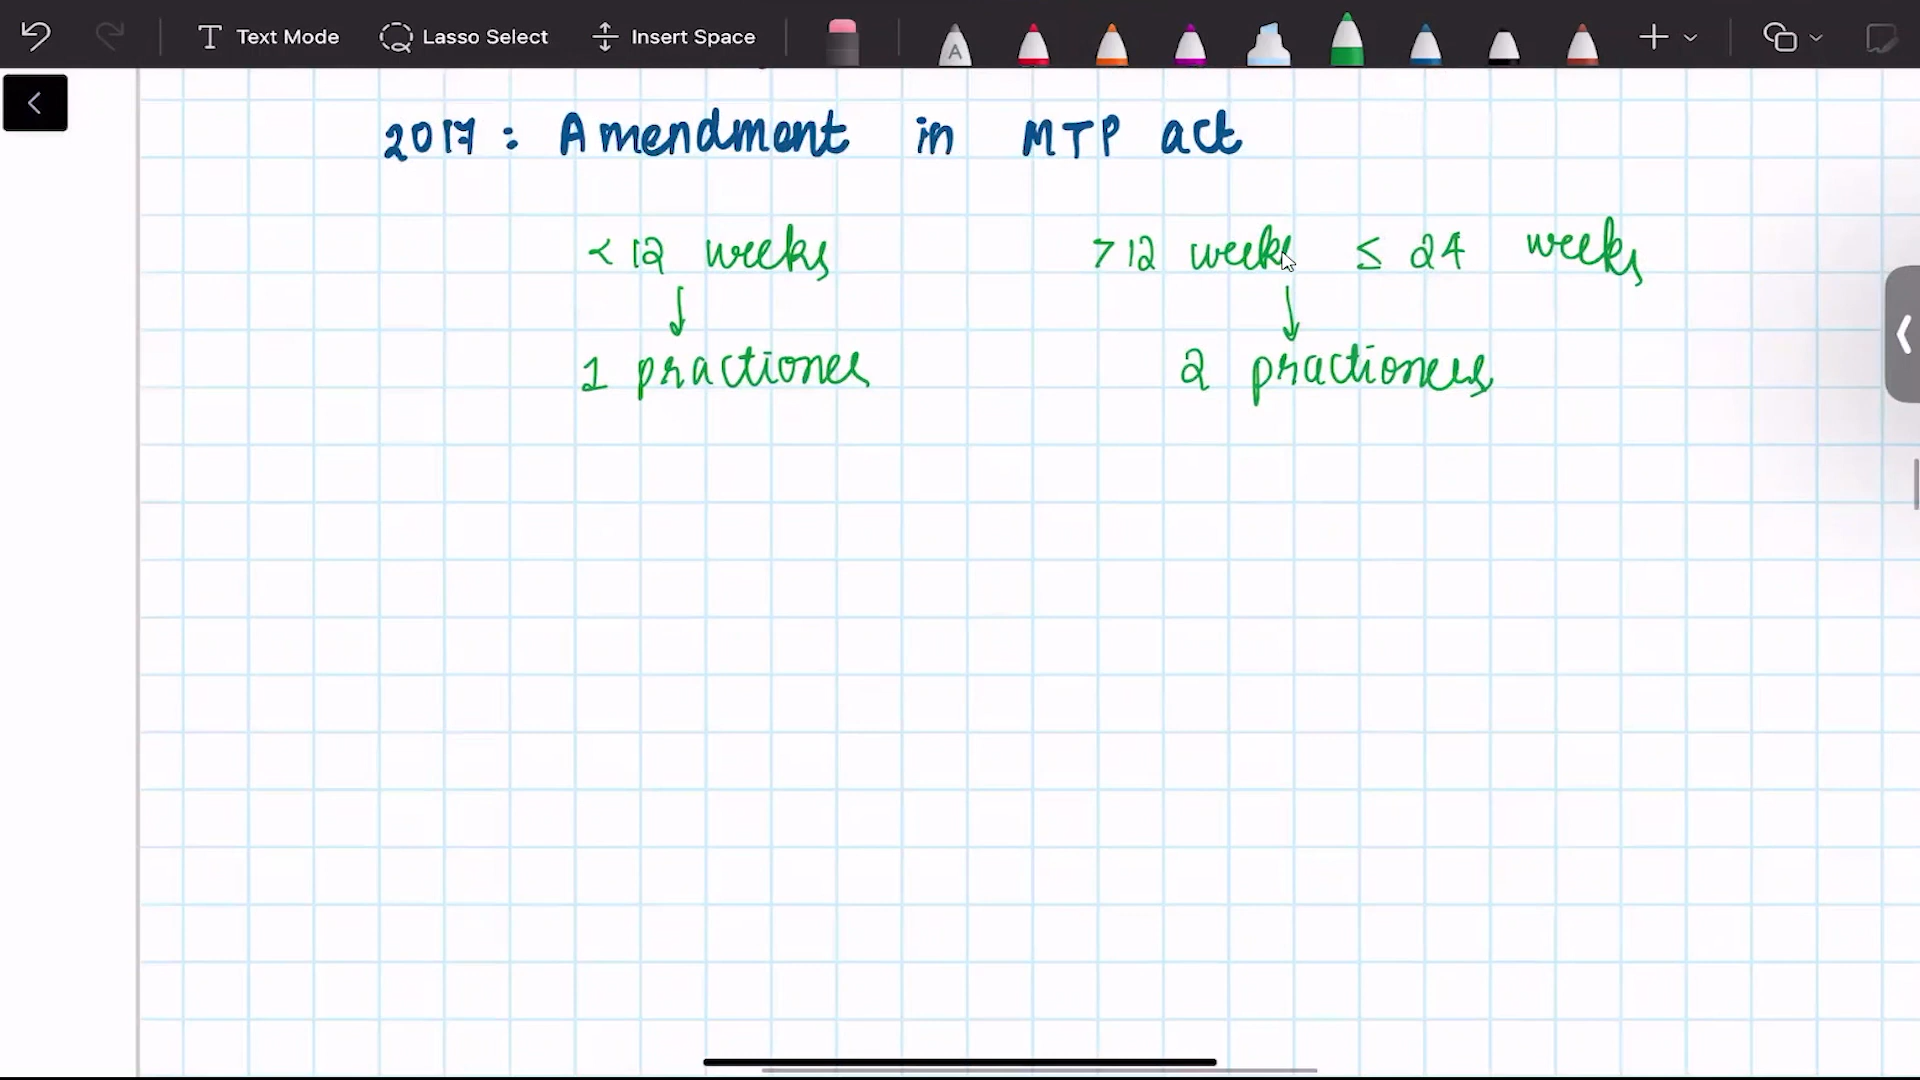 Text Mode Lasso Select Insert Space
A
2017 : Amendment in MTP act
< 12 weeks > 12 weeks ≤ 24 weeks
↓ ↓
1 practioner 2 practioners